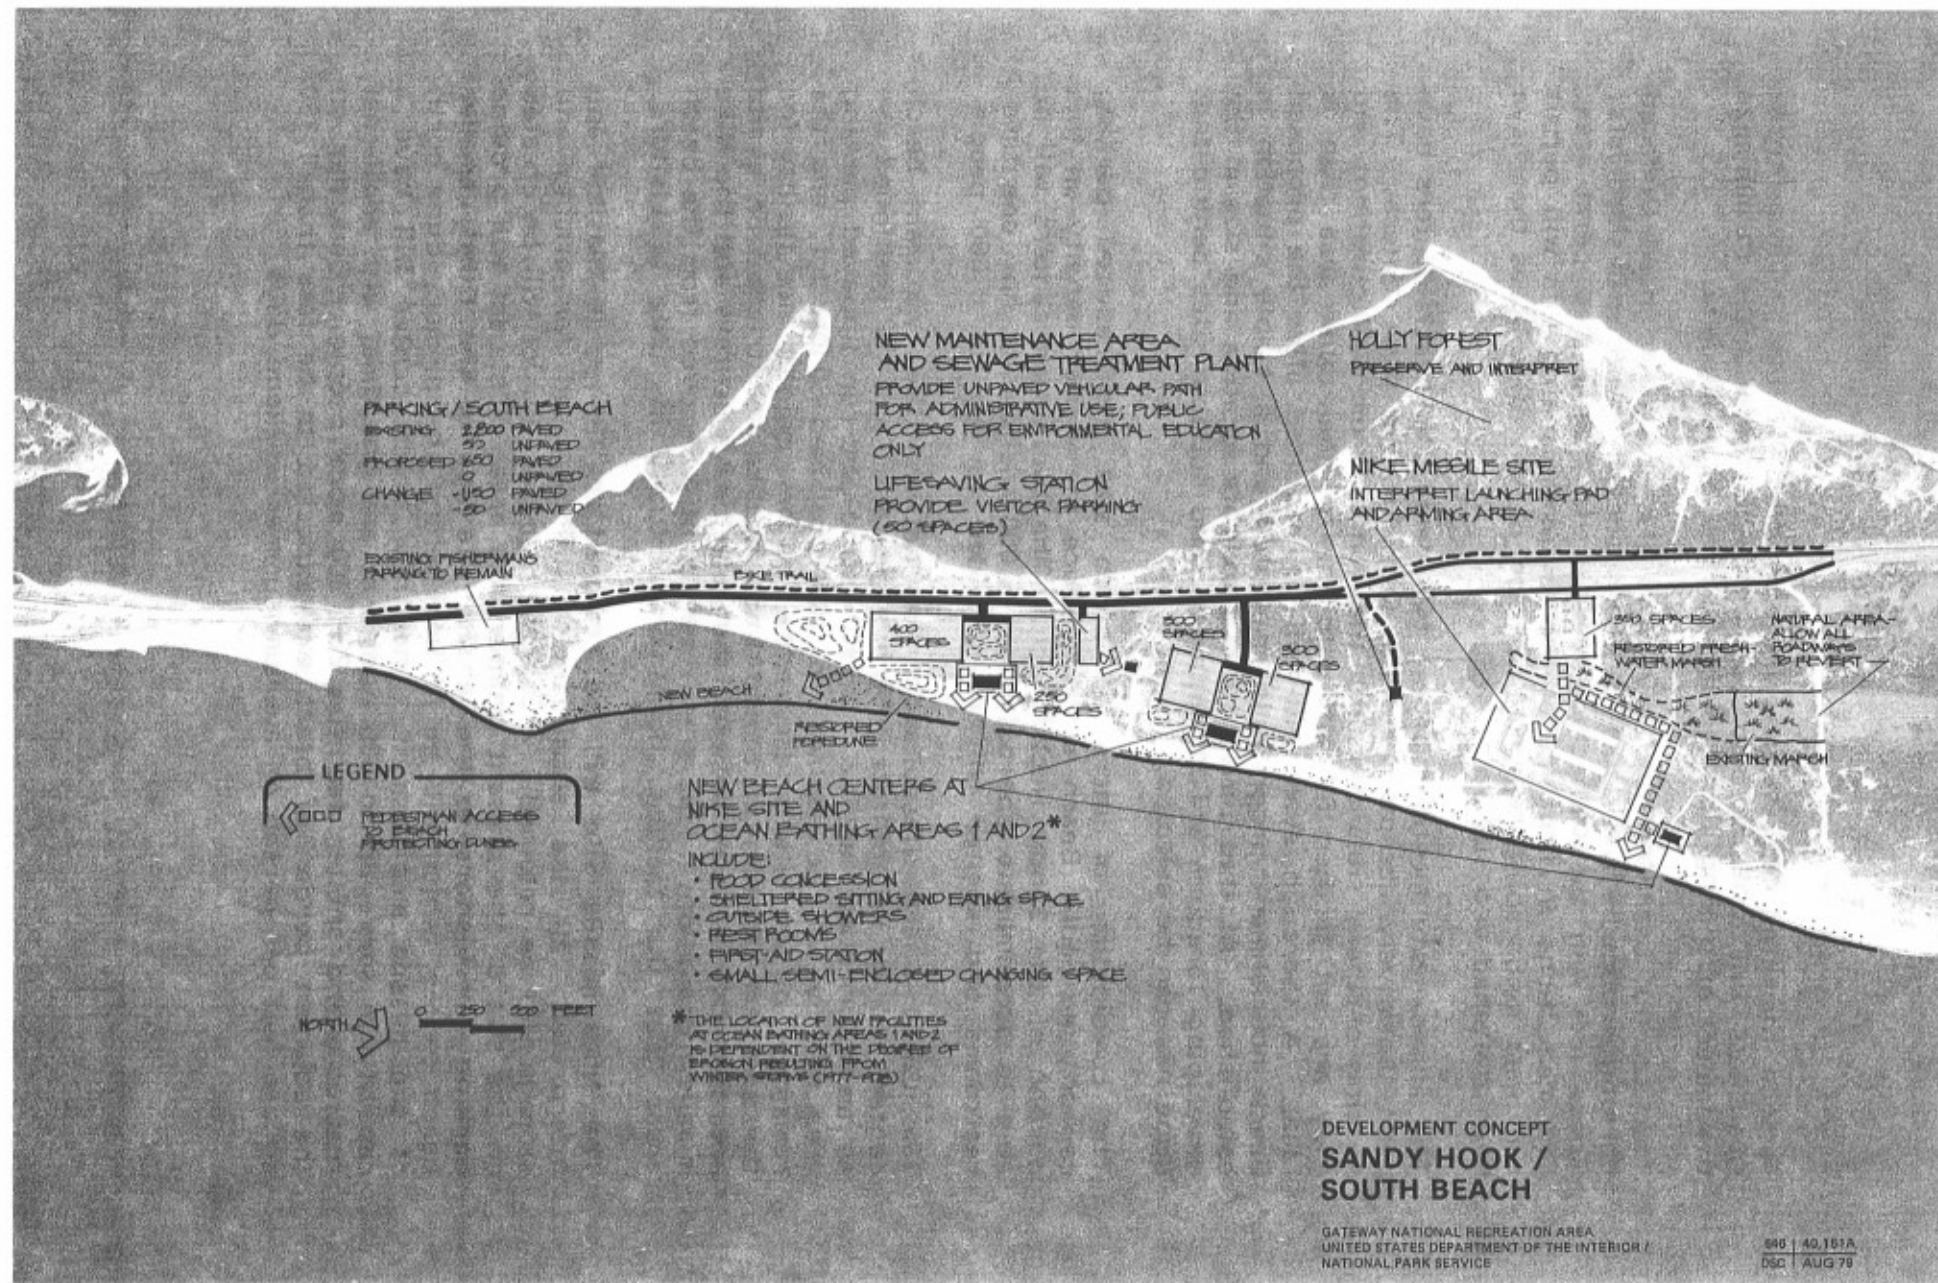 PARKING / SOUTH BEACH
EXISTING 2,800 PAVED
50 UNPAVED
PROPOSED 1650 PAVED
0 UNPAVED
CHANGE -1,150 PAVED
-50 UNPAVED
EXISTING FISHERMAN'S
PARKING TO REMAIN
BIKE TRAIL
NEW MAINTENANCE AREA
AND SEWAGE TREATMENT PLANT
PROVIDE UNPAVED VEHICULAR PATH
FOR ADMINISTRATIVE USE; PUBLIC
ACCESS FOR ENVIRONMENTAL EDUCATION
ONLY
LIFESAVING STATION
PROVIDE VISITOR PARKING
(50 SPACES)
HOLLY FOREST
PRESERVE AND INTERPRET
NIKE MISSILE SITE
INTERPRET LAUNCHING PAD
AND ARMING AREA
400
SPACES
250
SPACES
300
SPACES
300
SPACES
350 SPACES
RESTORED FRESH-
WATER MARSH
NATURAL AREA-
ALLOW ALL
ROADWAYS
TO REVERT
EXISTING MARSH
NEW BEACH
RESTORED
FOREDUNE
LEGEND
PEDESTRIAN ACCESS
TO BEACH
PROTECTING DUNES
NEW BEACH CENTERS AT
NIKE SITE AND
OCEAN BATHING AREAS 1 AND 2*
INCLUDE:
• FOOD CONCESSION
• SHELTERED SITTING AND EATING SPACE
• OUTSIDE SHOWERS
• REST ROOMS
• FIRST-AID STATION
• SMALL SEMI-ENCLOSED CHANGING SPACE
NORTH
0 250 500 FEET
* THE LOCATION OF NEW FACILITIES
AT OCEAN BATHING AREAS 1 AND 2
IS DEPENDENT ON THE DEGREE OF
EROSION RESULTING FROM
WINTER STORMS (1977-1978)
DEVELOPMENT CONCEPT
SANDY HOOK /
SOUTH BEACH
GATEWAY NATIONAL RECREATION AREA
UNITED STATES DEPARTMENT OF THE INTERIOR /
NATIONAL PARK SERVICE
646 | 40,151A
DSC | AUG 79